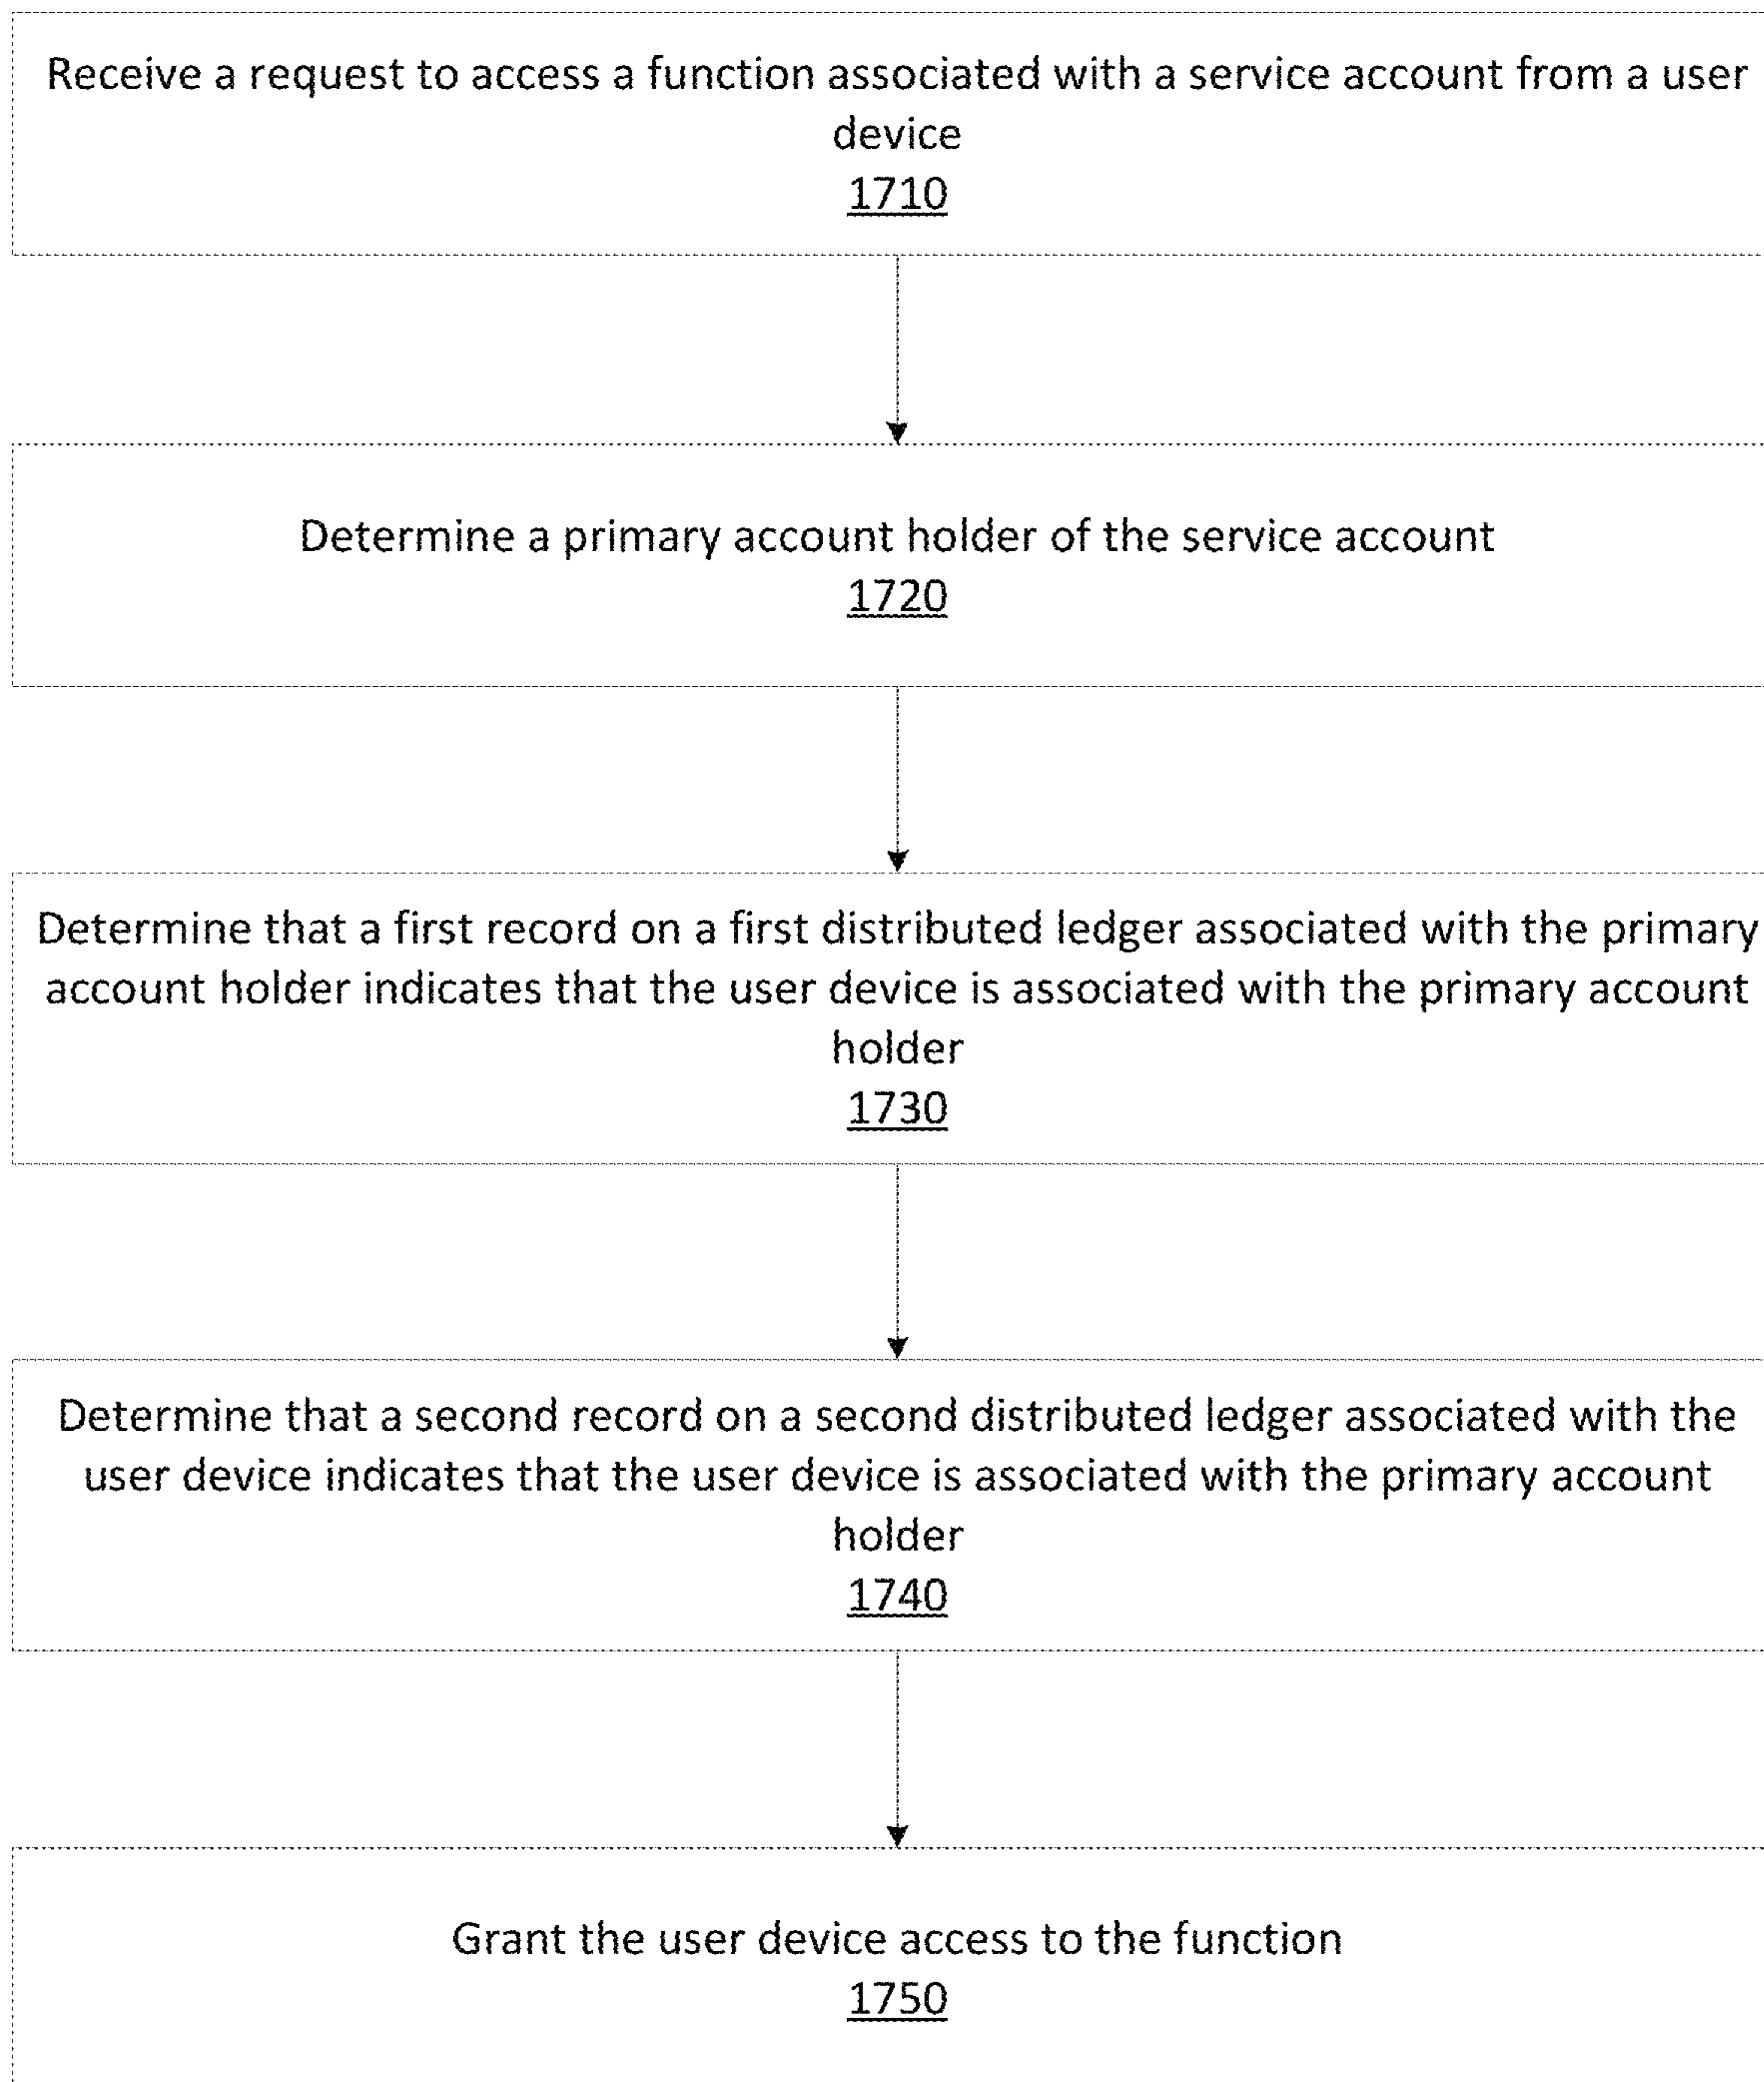 Receive a request to access a function associated with a service account from a user
device
1710
Determine a primary account holder of the service account
1720
Determine that a first record on a first distributed ledger associated with the primary
account holder indicates that the user device is associated with the primary account
holder
1730
Determine that a second record on a second distributed ledger associated with the
user device indicates that the user device is associated with the primary account
holder
1740
Grant the user device access to the function
1750